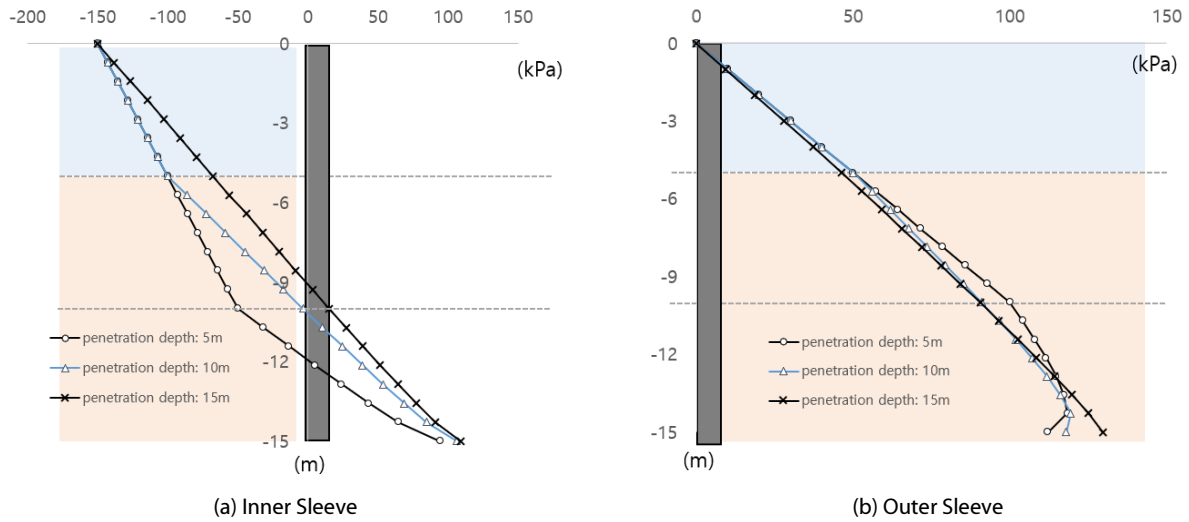 -200 -150 -100 -50 0 50 100 150
0
(kPa)
-3
-6
-9
-12
-15
(m)
penetration depth: 5m
penetration depth: 10m
penetration depth: 15m
(a) Inner Sleeve
0 50 100 150
0
(kPa)
-3
-6
-9
-12
-15
(m)
penetration depth: 5m
penetration depth: 10m
penetration depth: 15m
(b) Outer Sleeve